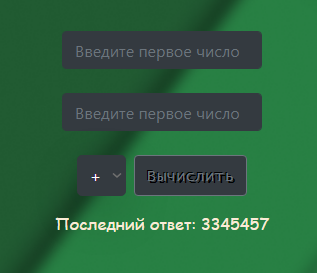 Введите первое число
Введите первое число
+ Вычислить
Последний ответ: 3345457